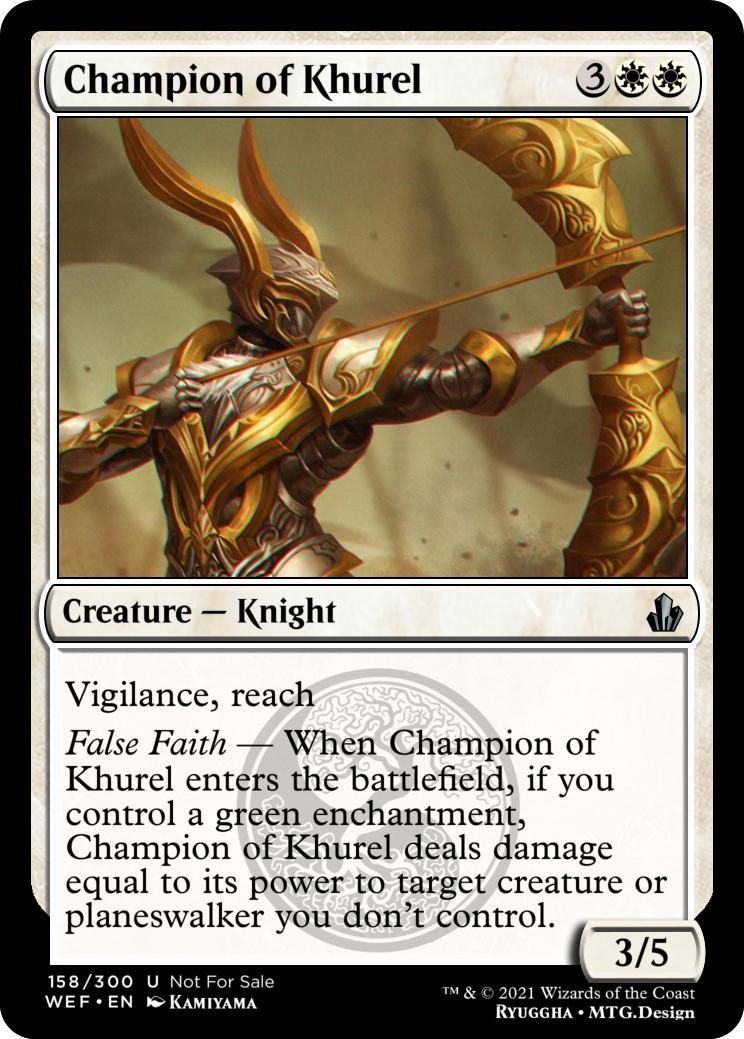 Champion of Khurel 3
Creature — Knight
Vigilance, reach
False Faith — When Champion of
Khurel enters the battlefield, if you
control a green enchantment,
Champion of Khurel deals damage
equal to its power to target creature or
planeswalker you don't control.
3/5
158/300 U Not For Sale
WEF • EN KAMIYAMA
™ & © 2021 Wizards of the Coast
RYUGGHA • MTG.Design